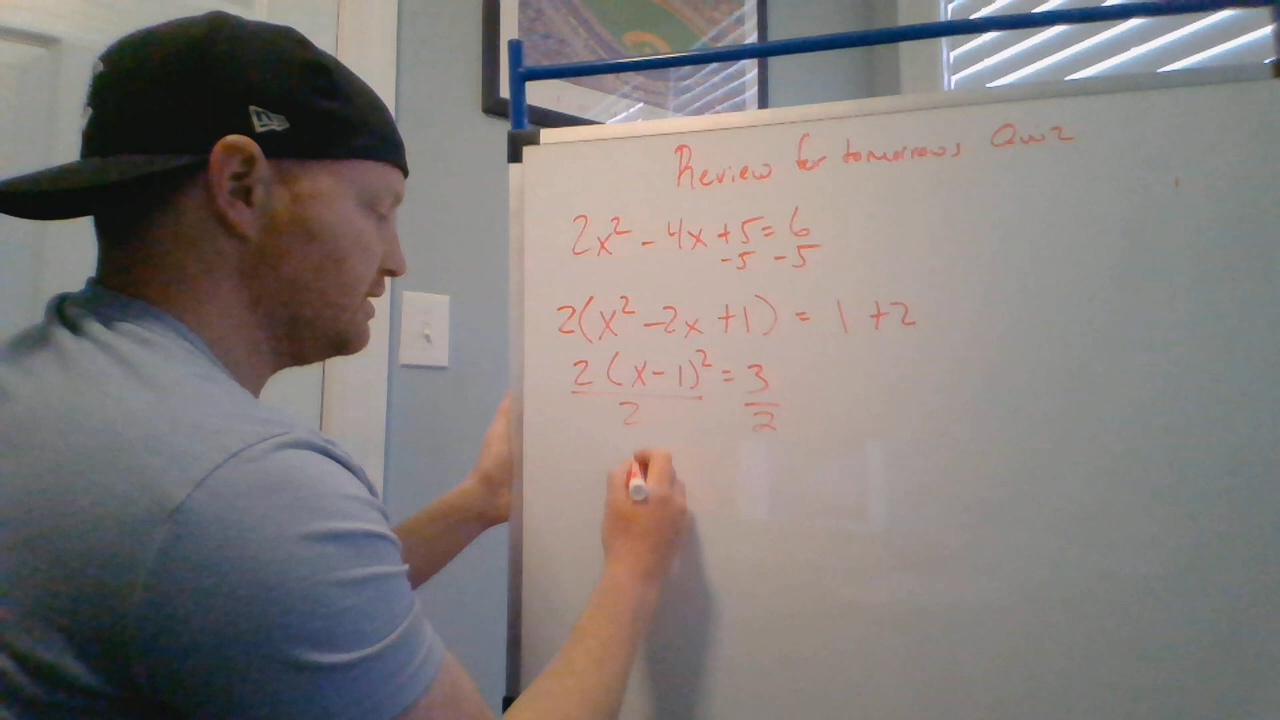 Review for tomorrows Quiz
2x² - 4x + 5 = 6
-5 -5
2(x² - 2x + 1) = 1 + 2
2(x - 1)² = 3
2 2